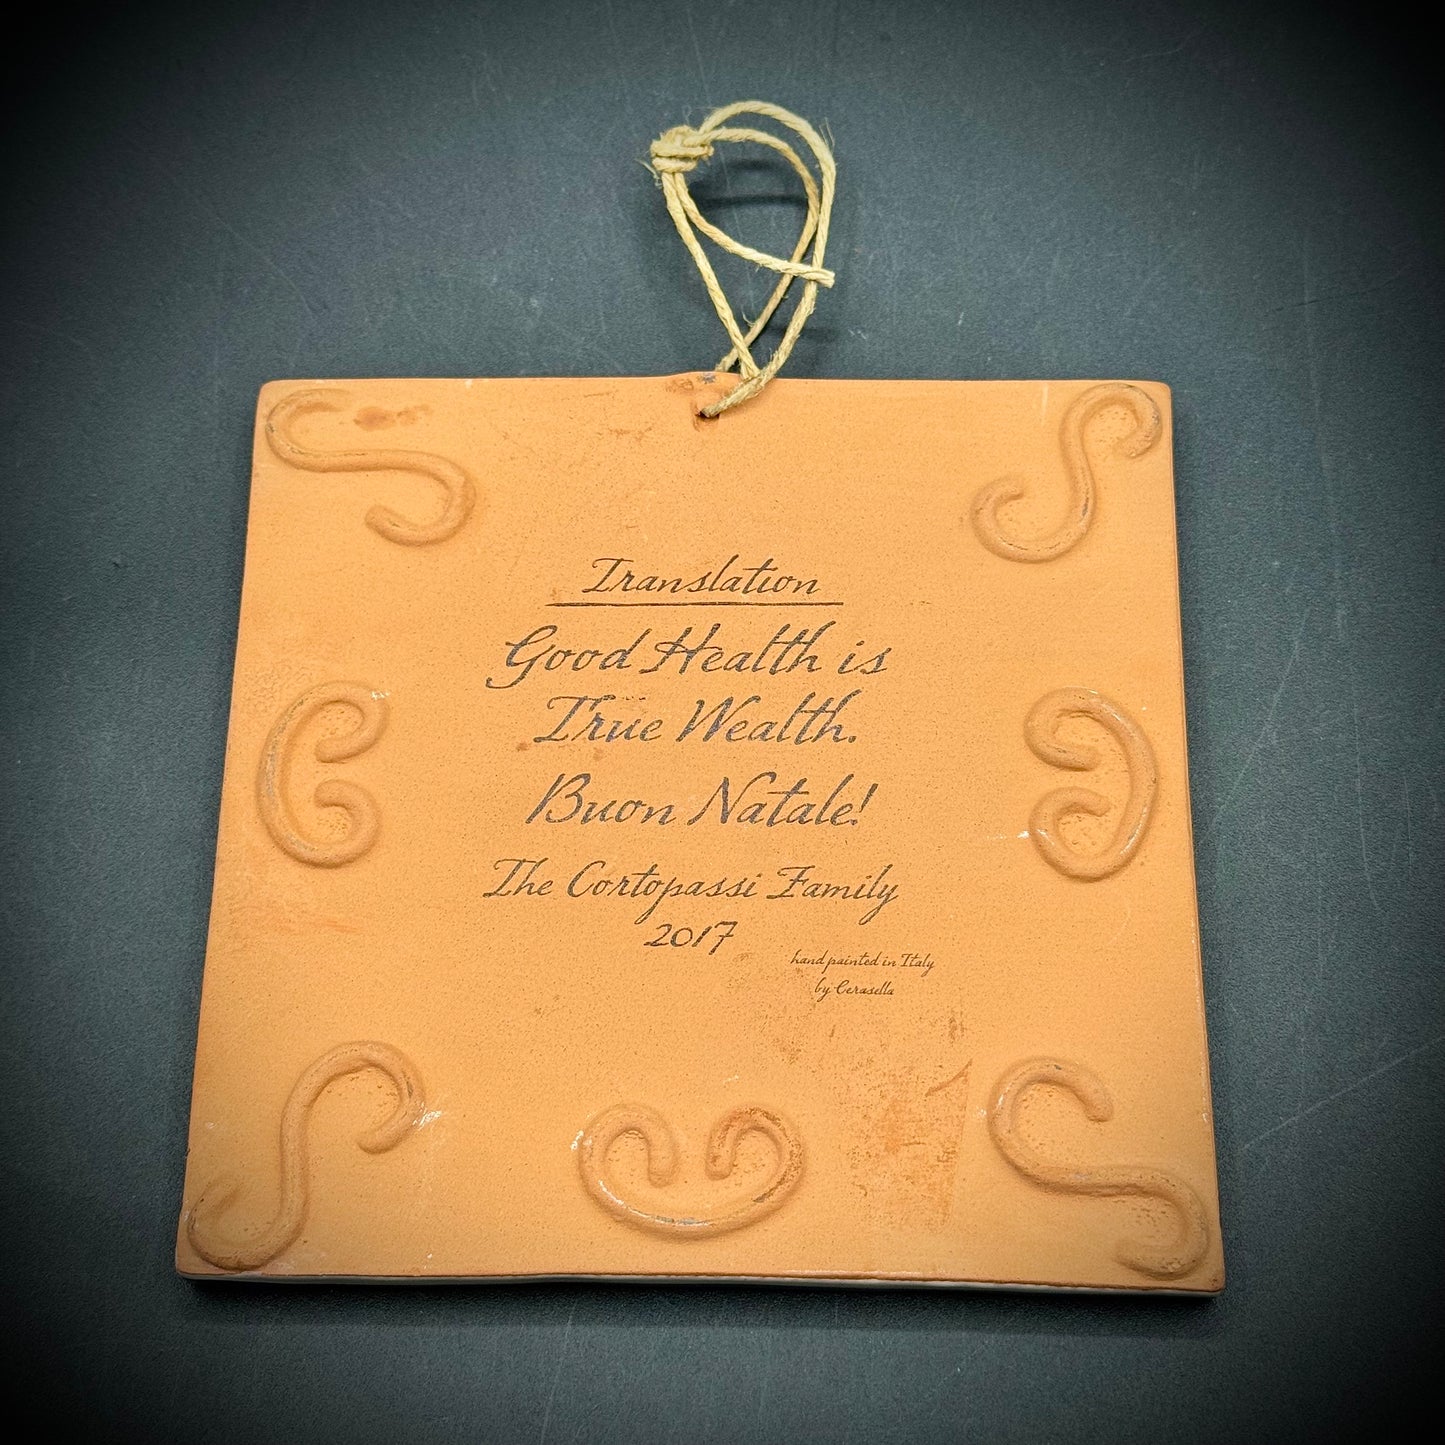 Translation
Good Health is
True Wealth.
Buon Natale!
The Cortopassi Family
2017
hand painted in Italy
by Cerasella